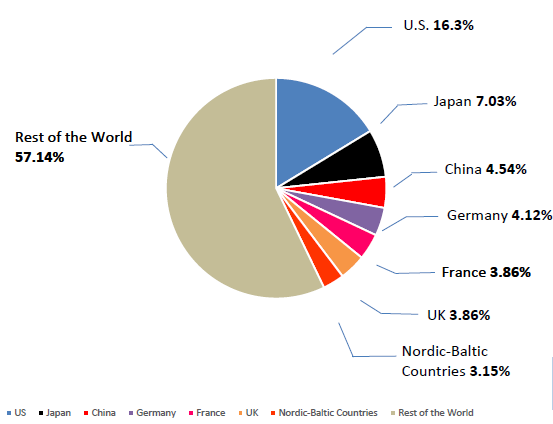 U.S. 16.3%
Japan 7.03%
Rest of the World
57.14%
China 4.54%
Germany 4.12%
France 3.86%
UK 3.86%
Nordic-Baltic
Countries 3.15%
US Japan China Germany France UK Nordic-Baltic Countries Rest of the World